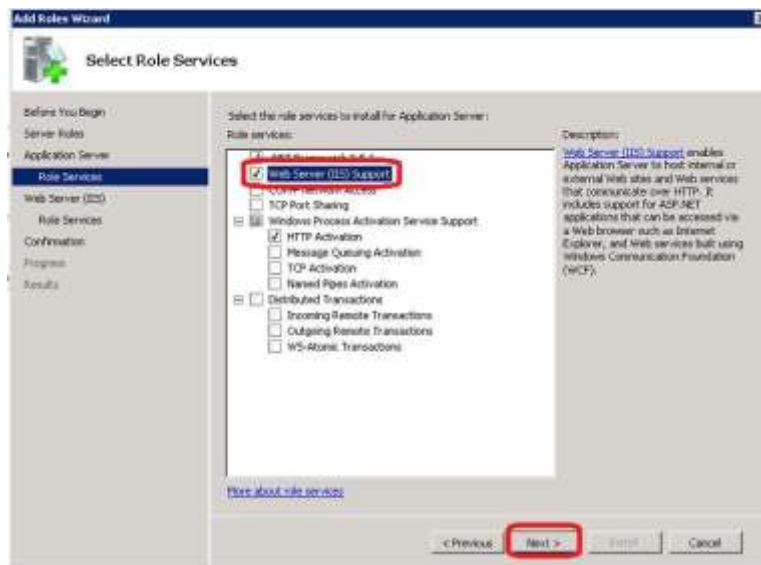 Add Roles Wizard
Select Role Services
Before You Begin
Server Roles
Application Server
Role Services
Web Server (IIS)
Role Services
Confirmation
Progress
Results
Select the role services to install for Application Server:
Role services:
Web Server (IIS) Support
COM+ Network Access
TCP Port Sharing
Windows Process Activation Service Support
HTTP Activation
Message Queuing Activation
TCP Activation
Named Pipes Activation
Distributed Transactions
Incoming Remote Transactions
Outgoing Remote Transactions
WS-Atomic Transactions
More about role services
Description:
Web Server (IIS) Support enables
Application Server to host internal or
external Web sites and Web services
that communicate over HTTP. It
includes support for ASP.NET
applications that can be accessed via
a Web browser such as Internet
Explorer, and Web services built using
Windows Communication Foundation
(WCF).
< Previous
Next >
Install
Cancel